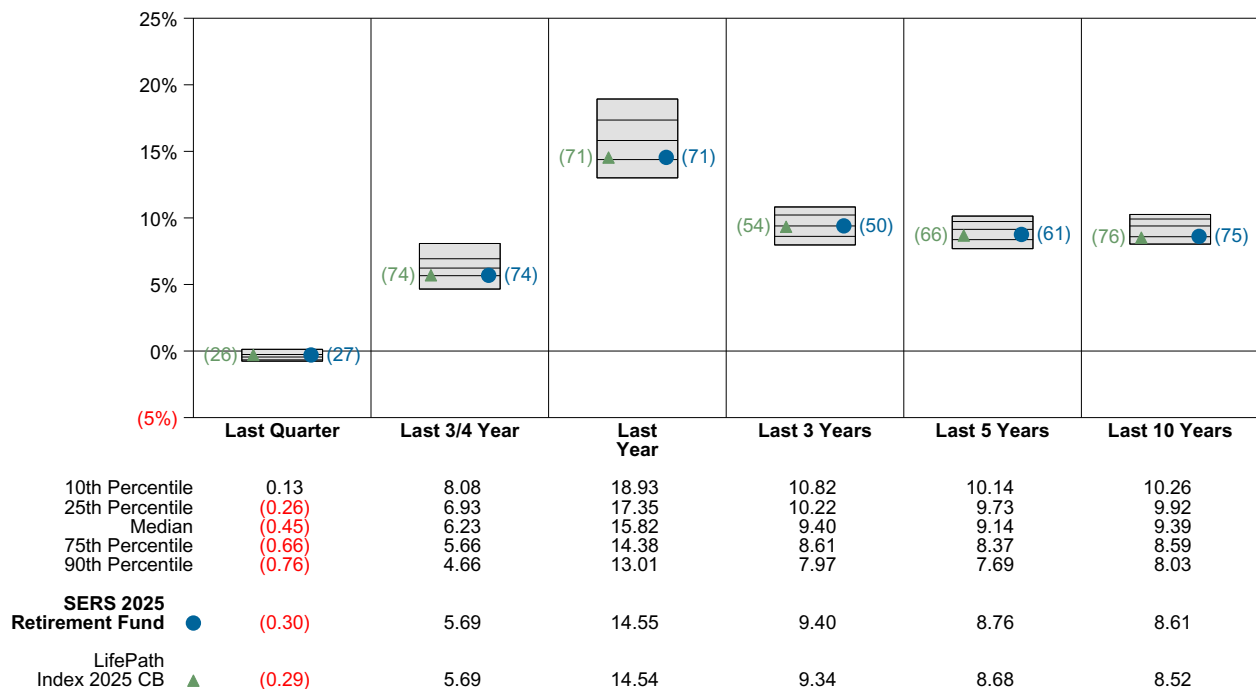 25%
20%
15%
10%
5%
0%
(5%)
(26) (27)
(74) (74)
(71) (71)
(54) (50)
(66) (61)
(76) (75)
Last Quarter Last 3/4 Year Last Last 3 Years Last 5 Years Last 10 Years
Year
10th Percentile 0.13 8.08 18.93 10.82 10.14 10.26
25th Percentile (0.26) 6.93 17.35 10.22 9.73 9.92
Median (0.45) 6.23 15.82 9.40 9.14 9.39
75th Percentile (0.66) 5.66 14.38 8.61 8.37 8.59
90th Percentile (0.76) 4.66 13.01 7.97 7.69 8.03
SERS 2025
Retirement Fund (0.30) 5.69 14.55 9.40 8.76 8.61
LifePath
Index 2025 CB (0.29) 5.69 14.54 9.34 8.68 8.52